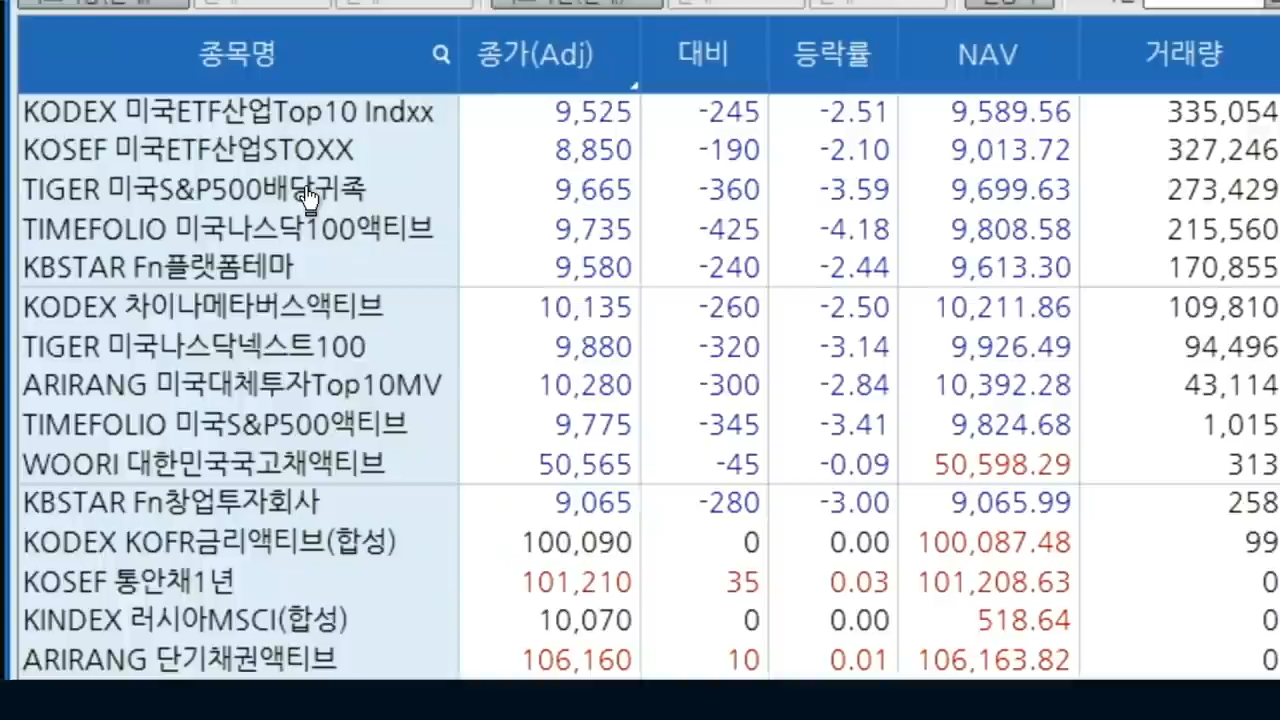 종목명 종가(Adj) 대비 등락률 NAV 거래량
KODEX 미국ETF산업Top10 Indxx 9,525 -245 -2.51 9,589.56 335,054
KOSEF 미국ETF산업STOXX 8,850 -190 -2.10 9,013.72 327,246
TIGER 미국S&P500배당귀족 9,665 -360 -3.59 9,699.63 273,429
TIMEFOLIO 미국나스닥100액티브 9,735 -425 -4.18 9,808.58 215,560
KBSTAR Fn플랫폼테마 9,580 -240 -2.44 9,613.30 170,855
KODEX 차이나메타버스액티브 10,135 -260 -2.50 10,211.86 109,810
TIGER 미국나스닥넥스트100 9,880 -320 -3.14 9,926.49 94,496
ARIRANG 미국대체투자Top10MV 10,280 -300 -2.84 10,392.28 43,114
TIMEFOLIO 미국S&P500액티브 9,775 -345 -3.41 9,824.68 1,015
WOORI 대한민국국고채액티브 50,565 -45 -0.09 50,598.29 313
KBSTAR Fn창업투자회사 9,065 -280 -3.00 9,065.99 258
KODEX KOFR금리액티브(합성) 100,090 0 0.00 100,087.48 99
KOSEF 통안채1년 101,210 35 0.03 101,208.63 0
KINDEX 러시아MSCI(합성) 10,070 0 0.00 518.64 0
ARIRANG 단기채권액티브 106,160 10 0.01 106,163.82 0